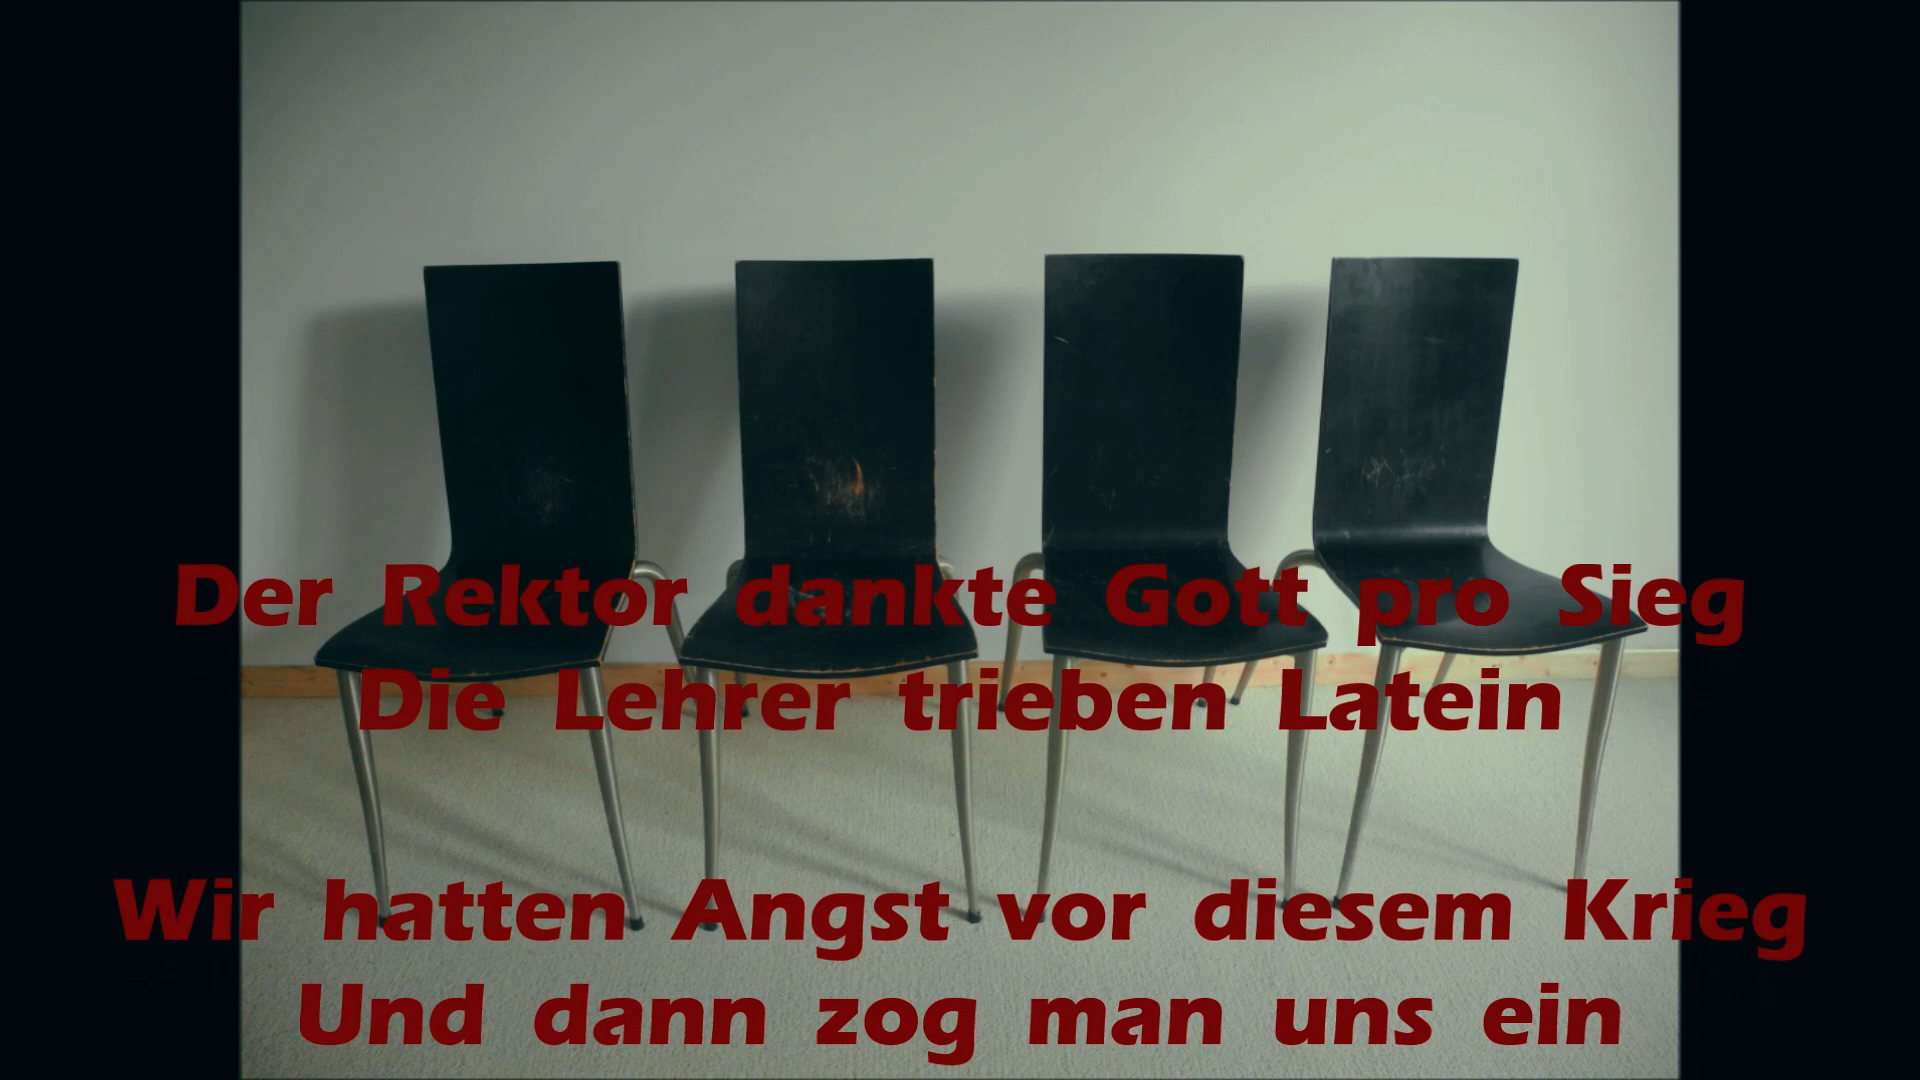 Der Rektor dankte Gott pro Sieg
Die Lehrer trieben Latein
Wir hatten Angst vor diesem Krieg
Und dann zog man uns ein